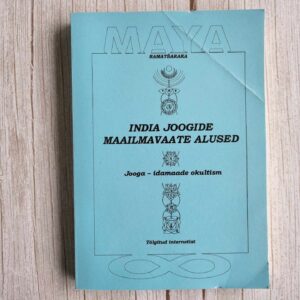 MAYA
RAMATŠARAKA
INDIA JOOGIDE
MAAILMAVAATE ALUSED
Jooga – idamaade okultism
Tõlgitud internetist